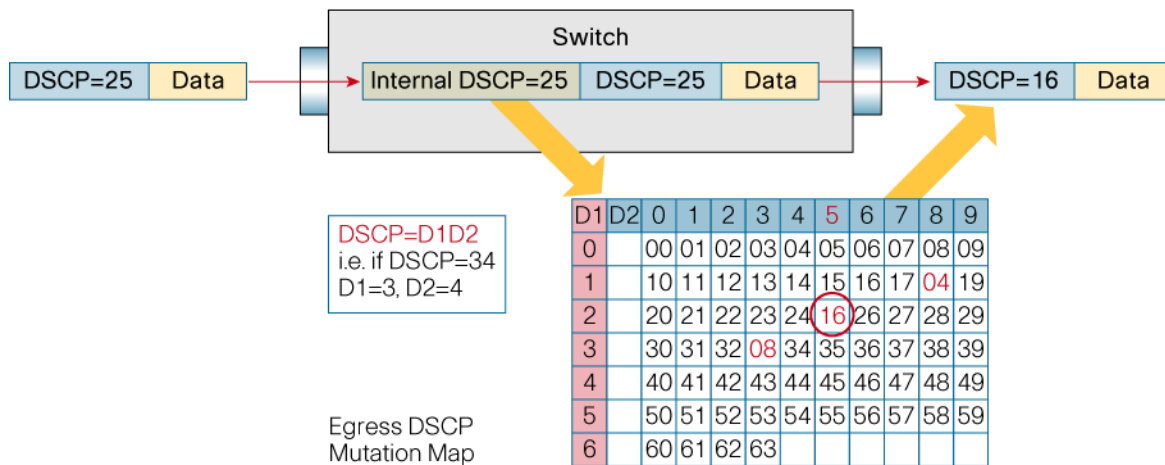 Switch
DSCP=25 Data
Internal DSCP=25 DSCP=25 Data
DSCP=16 Data
DSCP=D1D2
i.e. if DSCP=34
D1=3, D2=4
D1 D2 0 1 2 3 4 5 6 7 8 9
0 00 01 02 03 04 05 06 07 08 09
1 10 11 12 13 14 15 16 17 04 19
2 20 21 22 23 24 16 26 27 28 29
3 30 31 32 08 34 35 36 37 38 39
4 40 41 42 43 44 45 46 47 48 49
5 50 51 52 53 54 55 56 57 58 59
6 60 61 62 63
Egress DSCP
Mutation Map